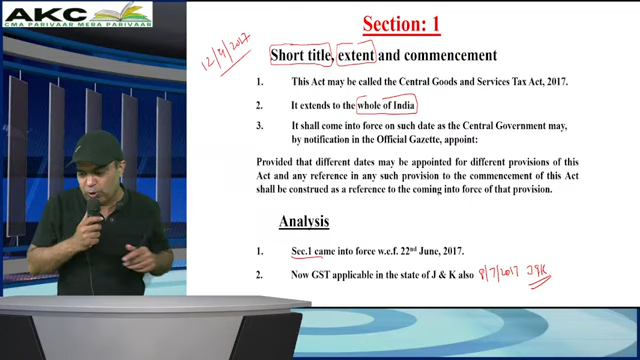 AKC
CMA PARIVAAR MERA PARIVAAR
Section: 1
12/4/2017
Short title, extent and commencement
1. This Act may be called the Central Goods and Services Tax Act, 2017.
2. It extends to the whole of India
3. It shall come into force on such date as the Central Government may,
by notification in the Official Gazette, appoint:
Provided that different dates may be appointed for different provisions of this
Act and any reference in any such provision to the commencement of this Act
shall be construed as a reference to the coming into force of that provision.
Analysis
1. Sec.1 came into force w.e.f. 22nd June, 2017.
2. Now GST applicable in the state of J & K also 8/7/2017 J&K